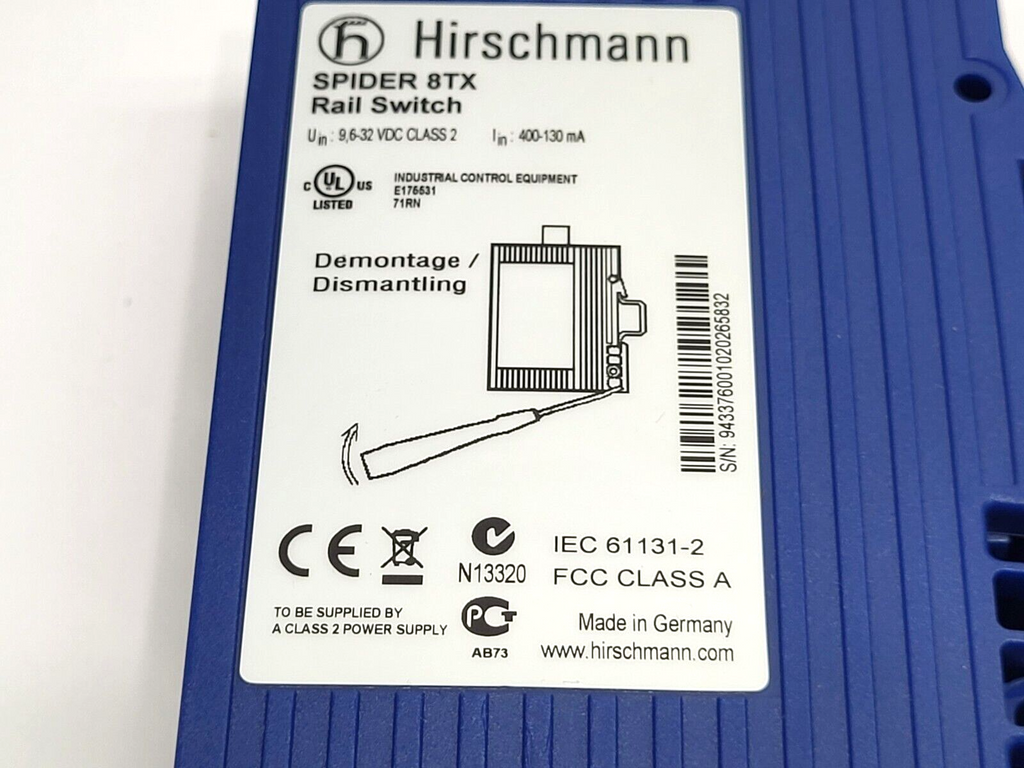 Hirschmann
SPIDER 8TX
Rail Switch
Uin : 9,6-32 VDC CLASS 2 Iin : 400-130 mA
C UL US
LISTED
INDUSTRIAL CONTROL EQUIPMENT
E175531
71RN
Demontage /
Dismantling
S/N: 943376001020265832
CE
N13320
IEC 61131-2
FCC CLASS A
TO BE SUPPLIED BY
A CLASS 2 POWER SUPPLY
AB73
Made in Germany
www.hirschmann.com